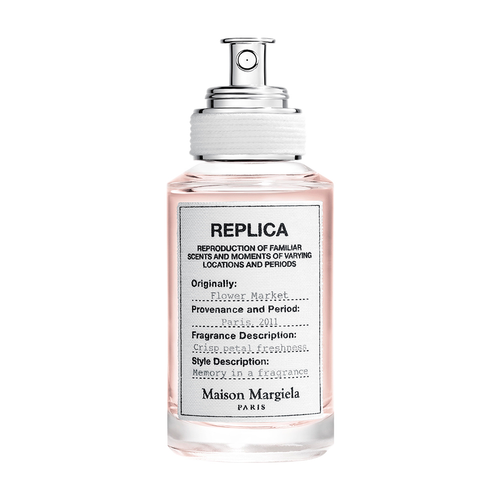 REPLICA
REPRODUCTION OF FAMILIAR
SCENTS AND MOMENTS OF VARYING
LOCATIONS AND PERIODS
Originally:
Flower Market
Provenance and Period:
Paris, 2011
Fragrance Description:
Crisp petal freshness
Style Description:
Memory in a fragrance
Maison Margiela
PARIS